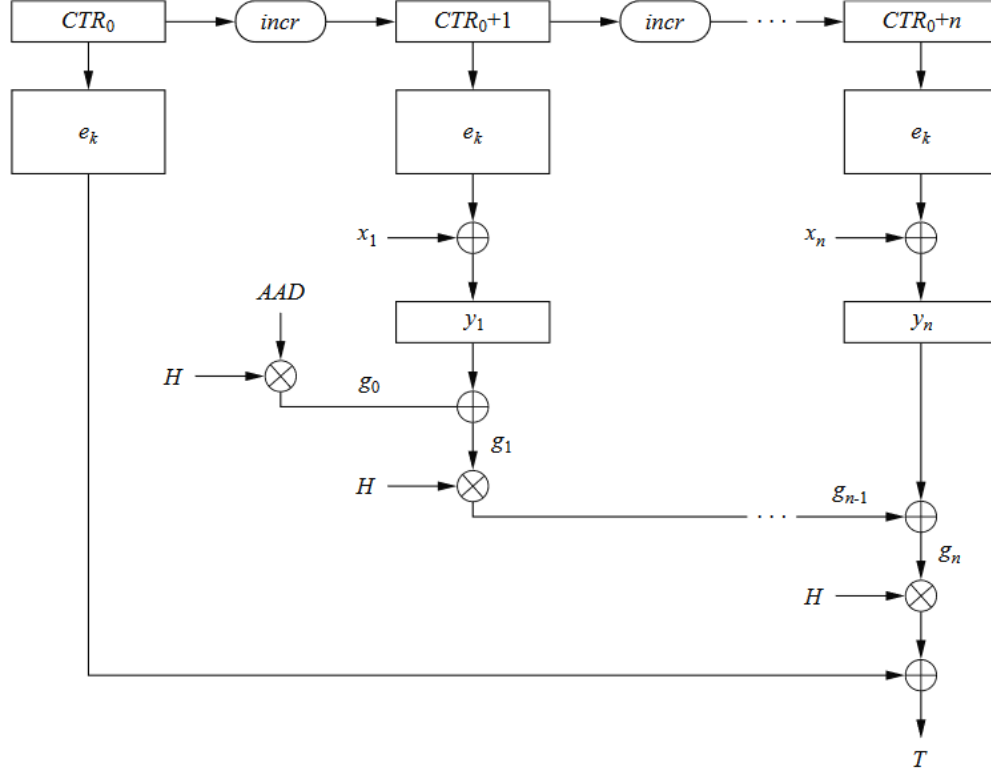 CTR₀ incr CTR₀+1 incr · · · CTR₀+n
eₖ eₖ eₖ
x₁ xₙ
AAD
y₁ yₙ
H g₀
g₁
H gₙ₋₁
· · ·
gₙ
H
T